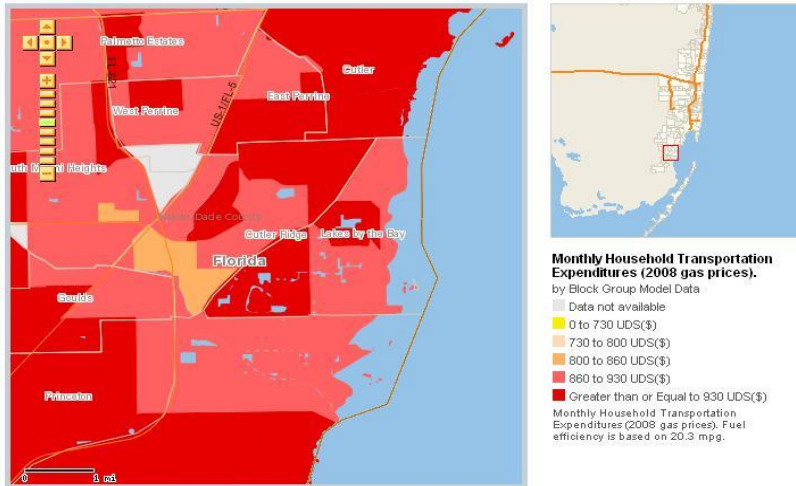 Palmetto Estates
Cutler
US-1/FL-5
West Perrine
East Perrine
Miami Heights
Miami-Dade County
Cutler Ridge
Lakes by the Bay
Florida
Goulds
Princeton
0 1 mi
Monthly Household Transportation
Expenditures (2008 gas prices).
by Block Group Model Data
Data not available
0 to 730 UDS($)
730 to 800 UDS($)
800 to 860 UDS($)
860 to 930 UDS($)
Greater than or Equal to 930 UDS($)
Monthly Household Transportation
Expenditures (2008 gas prices). Fuel
efficiency is based on 20.3 mpg.